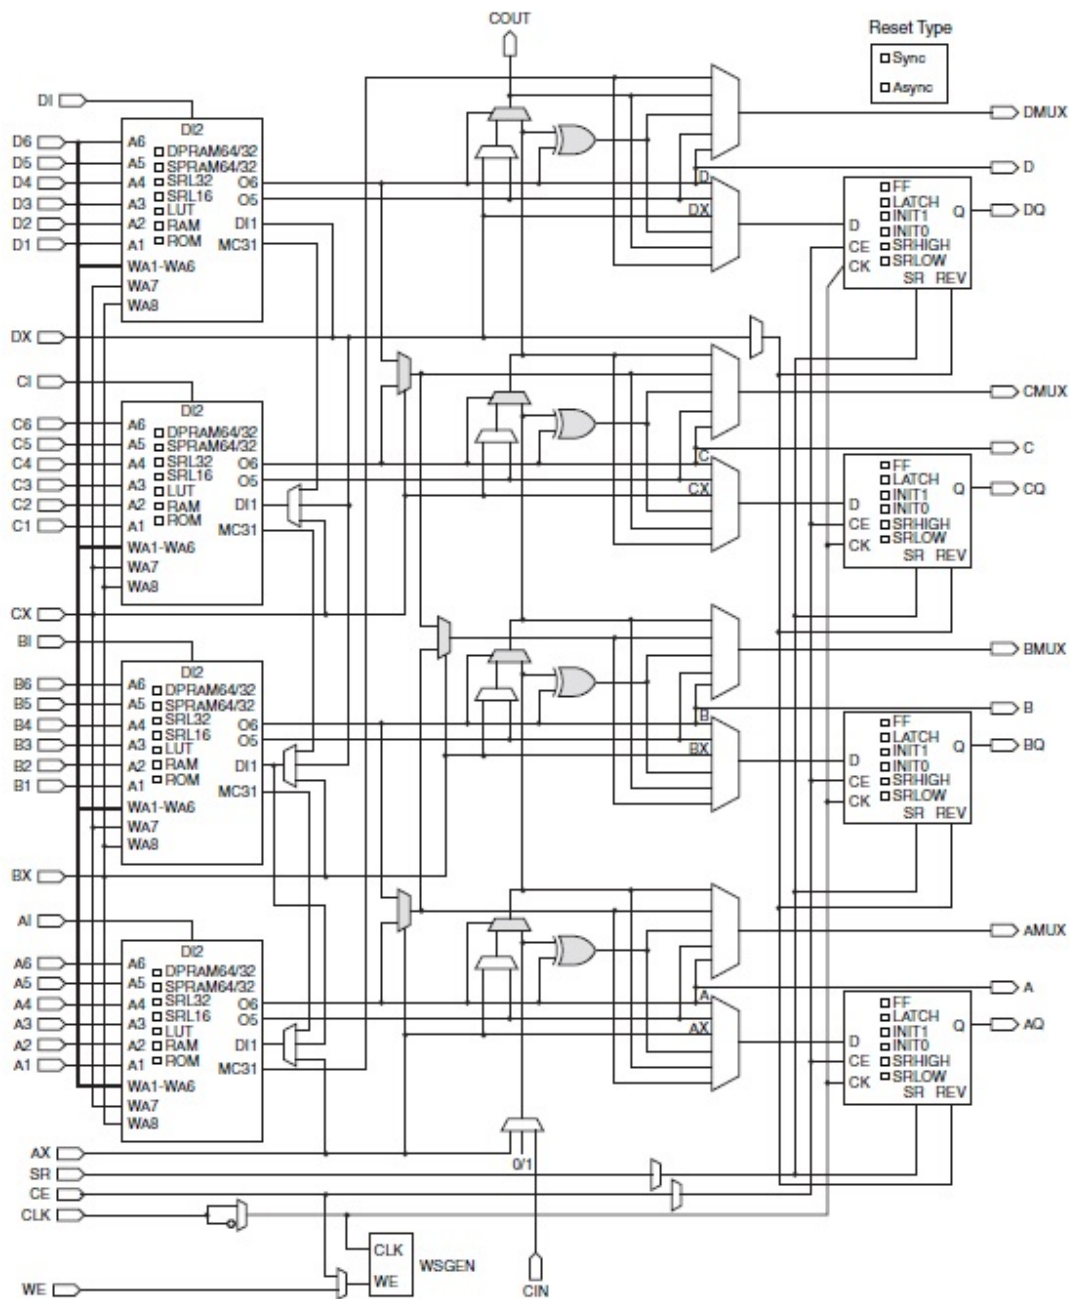 COUT
Reset Type
Sync
Async
DI
DI2
D6
D5
D4
D3
D2
D1
A6
A5
A4
A3
A2
A1
WA1-WA6
WA7
WA8
DPRAM64/32
SPRAM64/32
SRL32
SRL16
LUT
RAM
ROM
O6
O5
DI1
MC31
D
DX
DMUX
D
D
CE
CK
FF
LATCH
INIT1
INIT0
SRHIGH
SRLOW
SR REV
Q
DQ
DX
CI
DI2
C6
C5
C4
C3
C2
C1
A6
A5
A4
A3
A2
A1
WA1-WA6
WA7
WA8
DPRAM64/32
SPRAM64/32
SRL32
SRL16
LUT
RAM
ROM
O6
O5
DI1
MC31
C
CX
CMUX
C
D
CE
CK
FF
LATCH
INIT1
INIT0
SRHIGH
SRLOW
SR REV
Q
CQ
CX
BI
DI2
B6
B5
B4
B3
B2
B1
A6
A5
A4
A3
A2
A1
WA1-WA6
WA7
WA8
DPRAM64/32
SPRAM64/32
SRL32
SRL16
LUT
RAM
ROM
O6
O5
DI1
MC31
B
BX
BMUX
B
D
CE
CK
FF
LATCH
INIT1
INIT0
SRHIGH
SRLOW
SR REV
Q
BQ
BX
AI
DI2
A6
A5
A4
A3
A2
A1
A6
A5
A4
A3
A2
A1
WA1-WA6
WA7
WA8
DPRAM64/32
SPRAM64/32
SRL32
SRL16
LUT
RAM
ROM
O6
O5
DI1
MC31
A
AX
AMUX
A
D
CE
CK
FF
LATCH
INIT1
INIT0
SRHIGH
SRLOW
SR REV
Q
AQ
AX
0/1
SR
CE
CLK
CLK
WE
WSGEN
WE
CIN